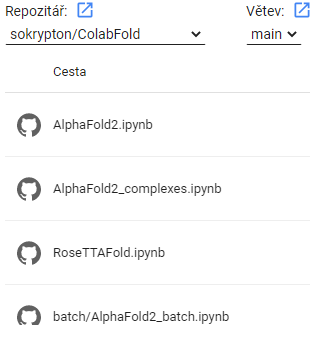 Repozitář: Větev:
sokrypton/ColabFold main
Cesta
AlphaFold2.ipynb
AlphaFold2_complexes.ipynb
RoseTTAFold.ipynb
batch/AlphaFold2_batch.ipynb